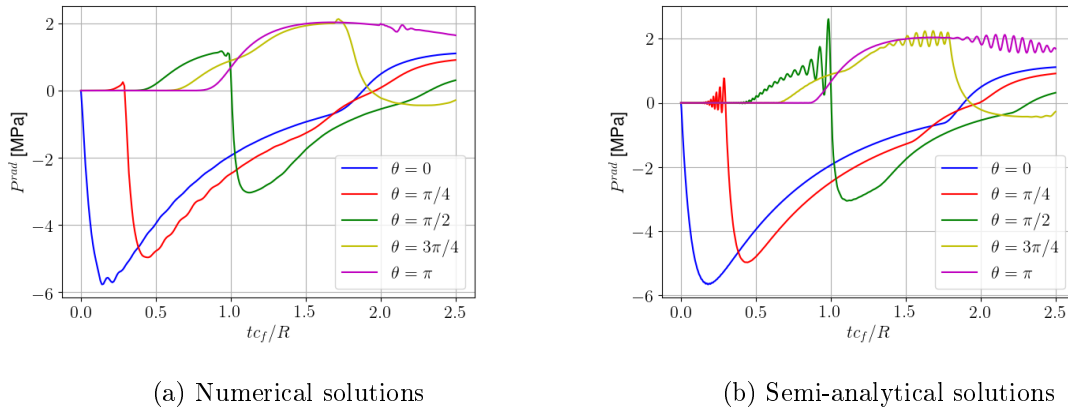 2
0
−2
−4
−6
P^{rad} [MPa]
0.0 0.5 1.0 1.5 2.0 2.5
tc_f/R
θ = 0
θ = π/4
θ = π/2
θ = 3π/4
θ = π
(a) Numerical solutions
2
0
−2
−4
−6
P^{rad} [MPa]
0.0 0.5 1.0 1.5 2.0 2.5
tc_f/R
θ = 0
θ = π/4
θ = π/2
θ = 3π/4
θ = π
(b) Semi-analytical solutions